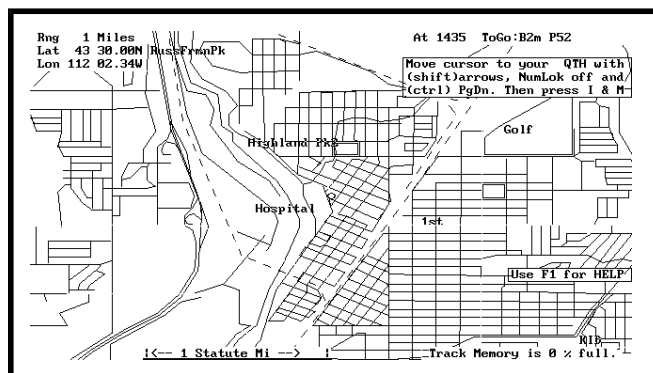 Rng 1 Miles
Lat 43 30.00N RussFrmnPk
Lon 112 02.34W
At 1435 ToGo:B2m P52
Move cursor to your QTH with
(shift)arrows, NumLok off and
(ctrl) PgDn. Then press I & M
Golf
Highland Pk
Hospital
1st
Use F1 for HELP
KID
|<-- 1 Statute Mi --> |
Track Memory is 0 % full.